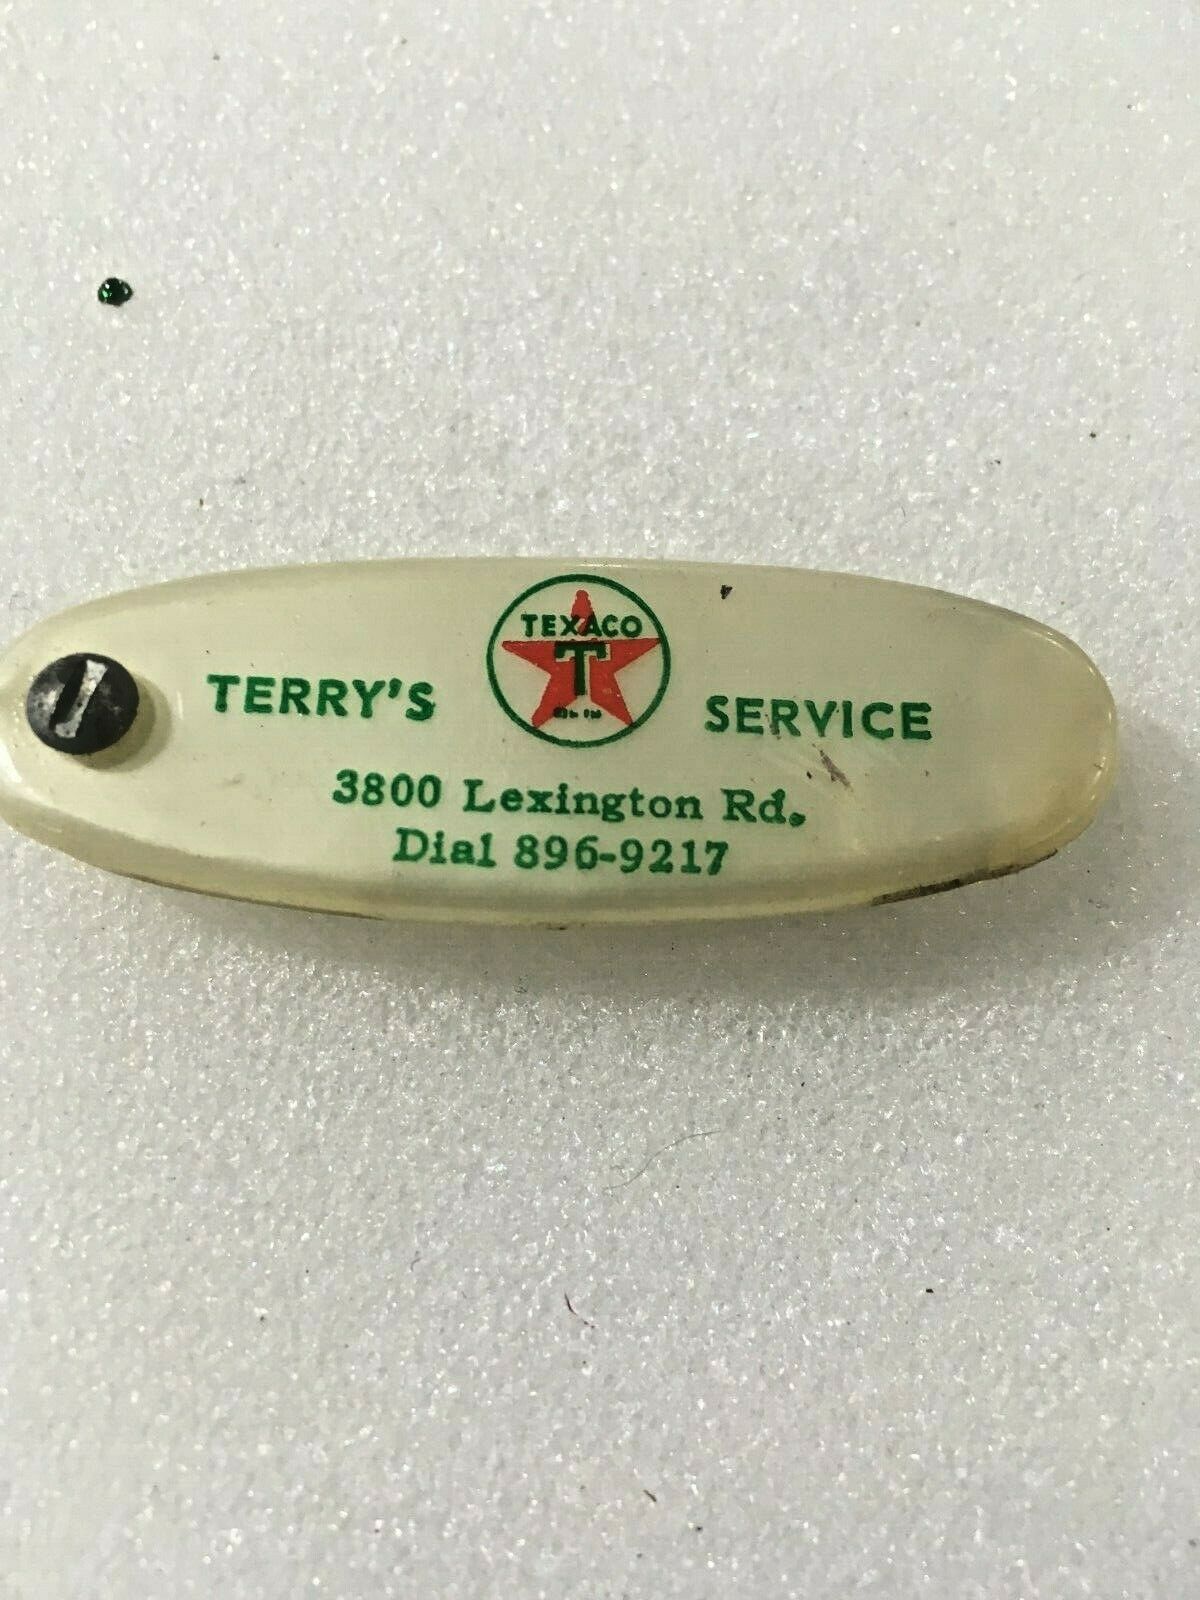 TEXACO
T
TERRY'S SERVICE
3800 Lexington Rd.
Dial 896-9217